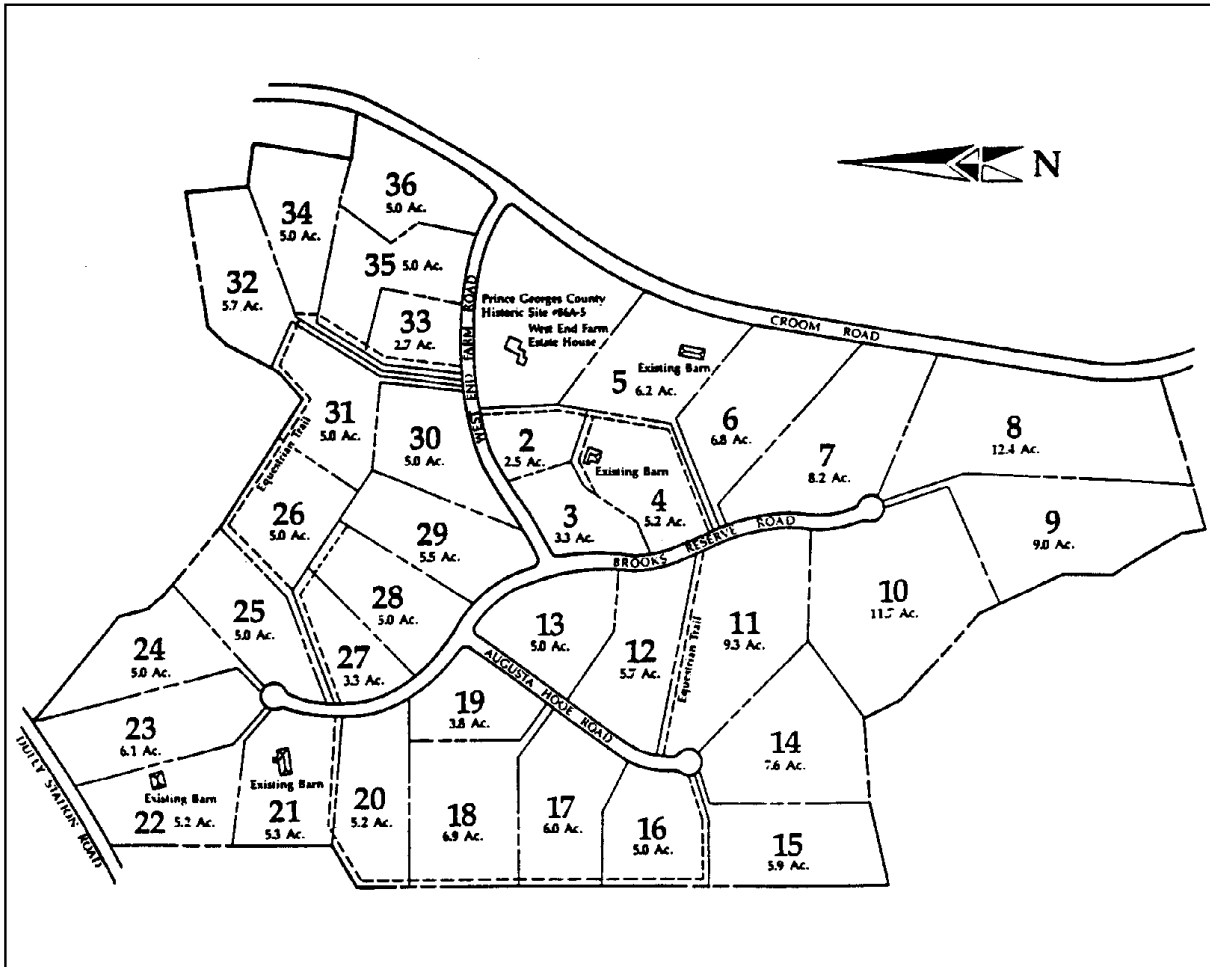 N
36
5.0 Ac.
34
5.0 Ac.
35 5.0 Ac.
32
5.7 Ac.
33
2.7 Ac.
WEST END FARM ROAD
Prince Georges County
Historic Site #86A-5
West End Farm
Estate House
CROOM ROAD
Existing Barn
5
6.2 Ac.
6
6.8 Ac.
7
8.2 Ac.
8
12.4 Ac.
31
5.0 Ac.
30
5.0 Ac.
2
2.5 Ac.
Existing Barn
4
5.2 Ac.
3
3.3 Ac.
Equestrian Trail
26
5.0 Ac.
29
5.5 Ac.
BROOKS RESERVE ROAD
9
9.0 Ac.
10
28
5.0 Ac.
25
5.0 Ac.
27
3.3 Ac.
13
5.0 Ac.
12
5.7 Ac.
11
9.3 Ac.
Equestrian Trail
24
5.0 Ac.
AUGUSTA HOOE ROAD
19
3.8 Ac.
23
6.1 Ac.
14
7.6 Ac.
STATION ROAD
Existing Barn
22 5.2 Ac.
Existing Barn
21
5.3 Ac.
20
5.2 Ac.
18
6.9 Ac.
17
6.0 Ac.
16
5.0 Ac.
15
5.9 Ac.